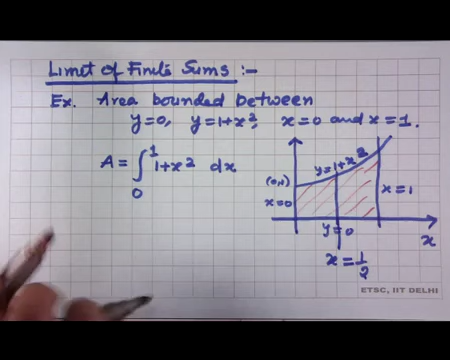 Limit of Finite Sums :-
Ex. Area bounded between
y=0, y=1+x², x=0 and x=1.
A = ∫₀¹ 1+x² dx
y=1+x²
(0,1)
x=0
x=1
y=0
x
x=1/2
ETSC, IIT DELHI